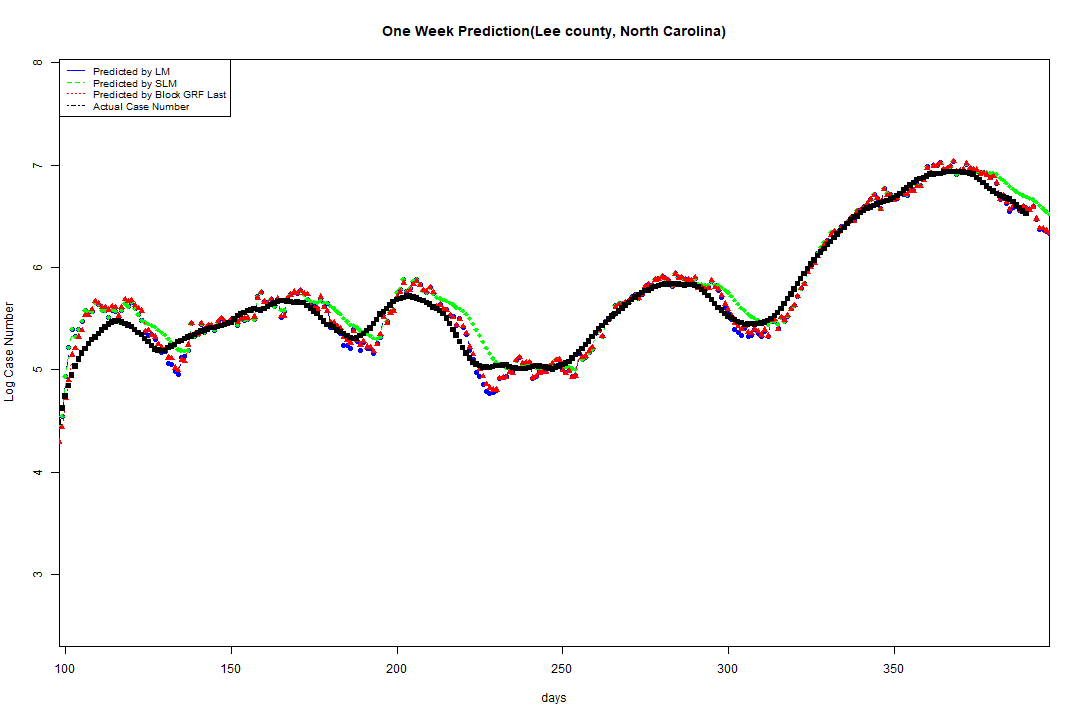 One Week Prediction(Lee county, North Carolina)
Predicted by LM
Predicted by SLM
Predicted by Block GRF Last
Actual Case Number
8
7
6
5
4
3
Log Case Number
100 150 200 250 300 350
days